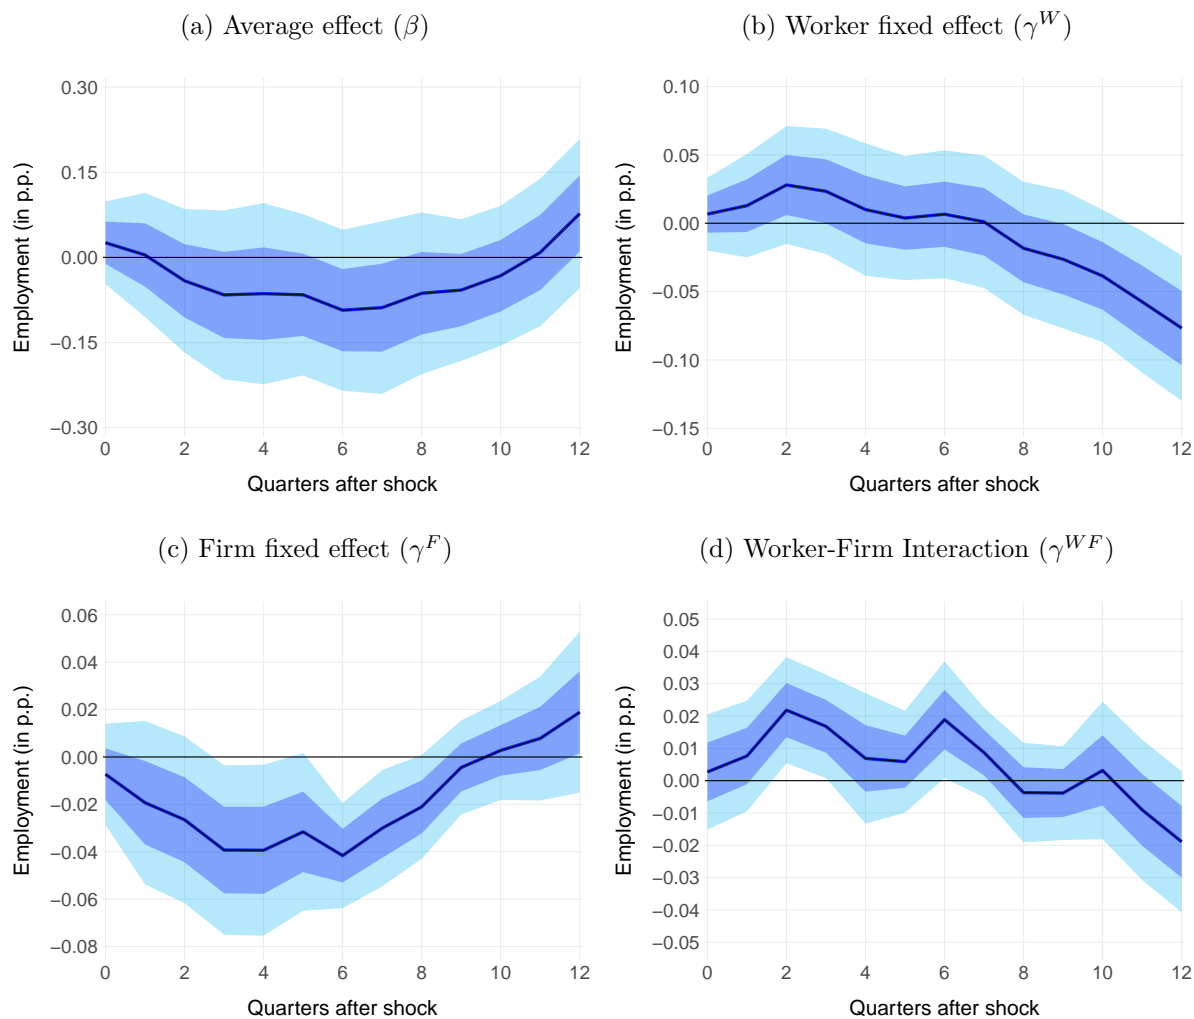 (a) Average effect (β)
Employment (in p.p.)
0.30
0.15
0.00
−0.15
−0.30
0 2 4 6 8 10 12
Quarters after shock
(b) Worker fixed effect (γ^W)
Employment (in p.p.)
0.10
0.05
0.00
−0.05
−0.10
−0.15
0 2 4 6 8 10 12
Quarters after shock
(c) Firm fixed effect (γ^F)
Employment (in p.p.)
0.06
0.04
0.02
0.00
−0.02
−0.04
−0.06
−0.08
0 2 4 6 8 10 12
Quarters after shock
(d) Worker-Firm Interaction (γ^{WF})
Employment (in p.p.)
0.05
0.04
0.03
0.02
0.01
0.00
−0.01
−0.02
−0.03
−0.04
−0.05
0 2 4 6 8 10 12
Quarters after shock